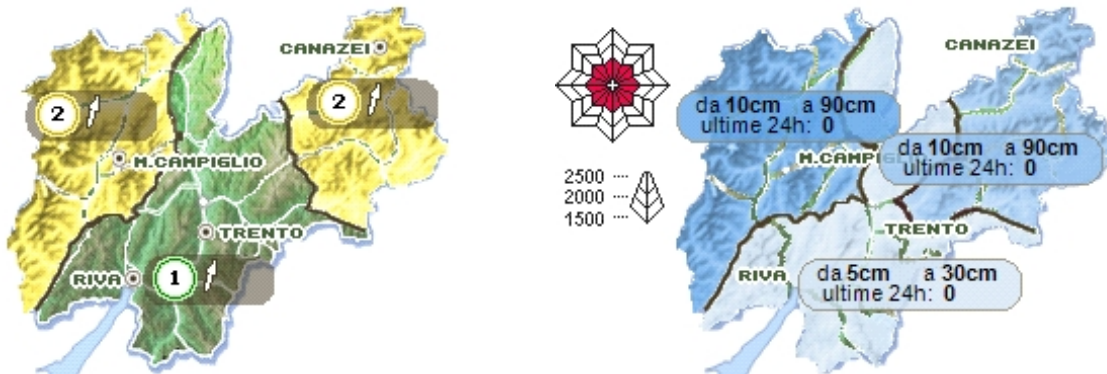 CANAZEI
2
2
M.CAMPIGLIO
TRENTO
RIVA
1
2500
2000
1500
CANAZEI
da 10cm a 90cm
ultime 24h: 0
M.CAMPIG
da 10cm a 90cm
ultime 24h: 0
TRENTO
RIVA
da 5cm a 30cm
ultime 24h: 0